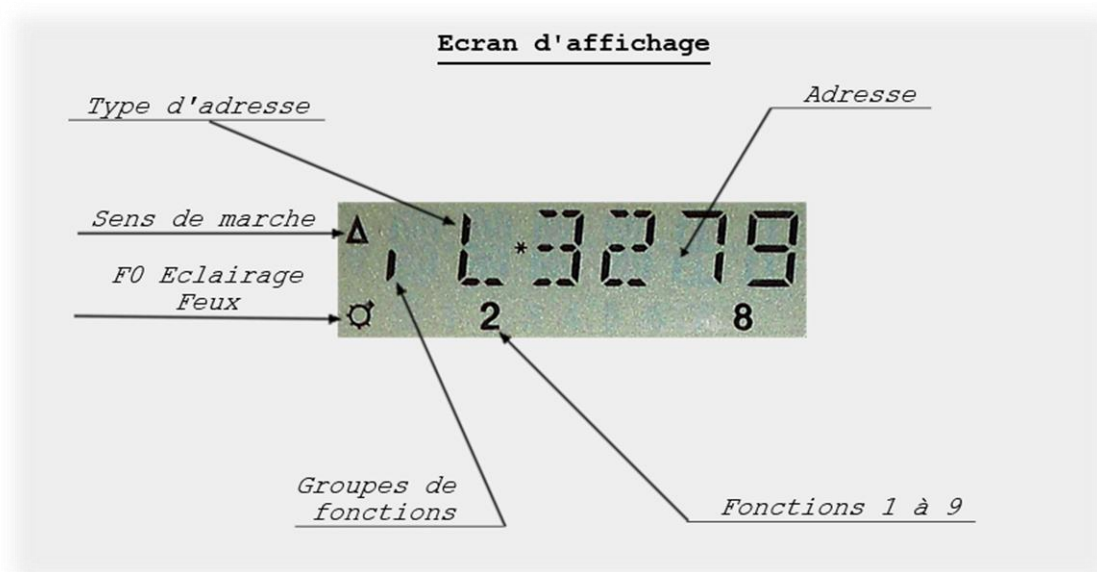 Ecran d'affichage
Type d'adresse
Adresse
Sens de marche
L*3279
F0 Eclairage
Feux
2 8
Groupes de
fonctions
Fonctions 1 à 9